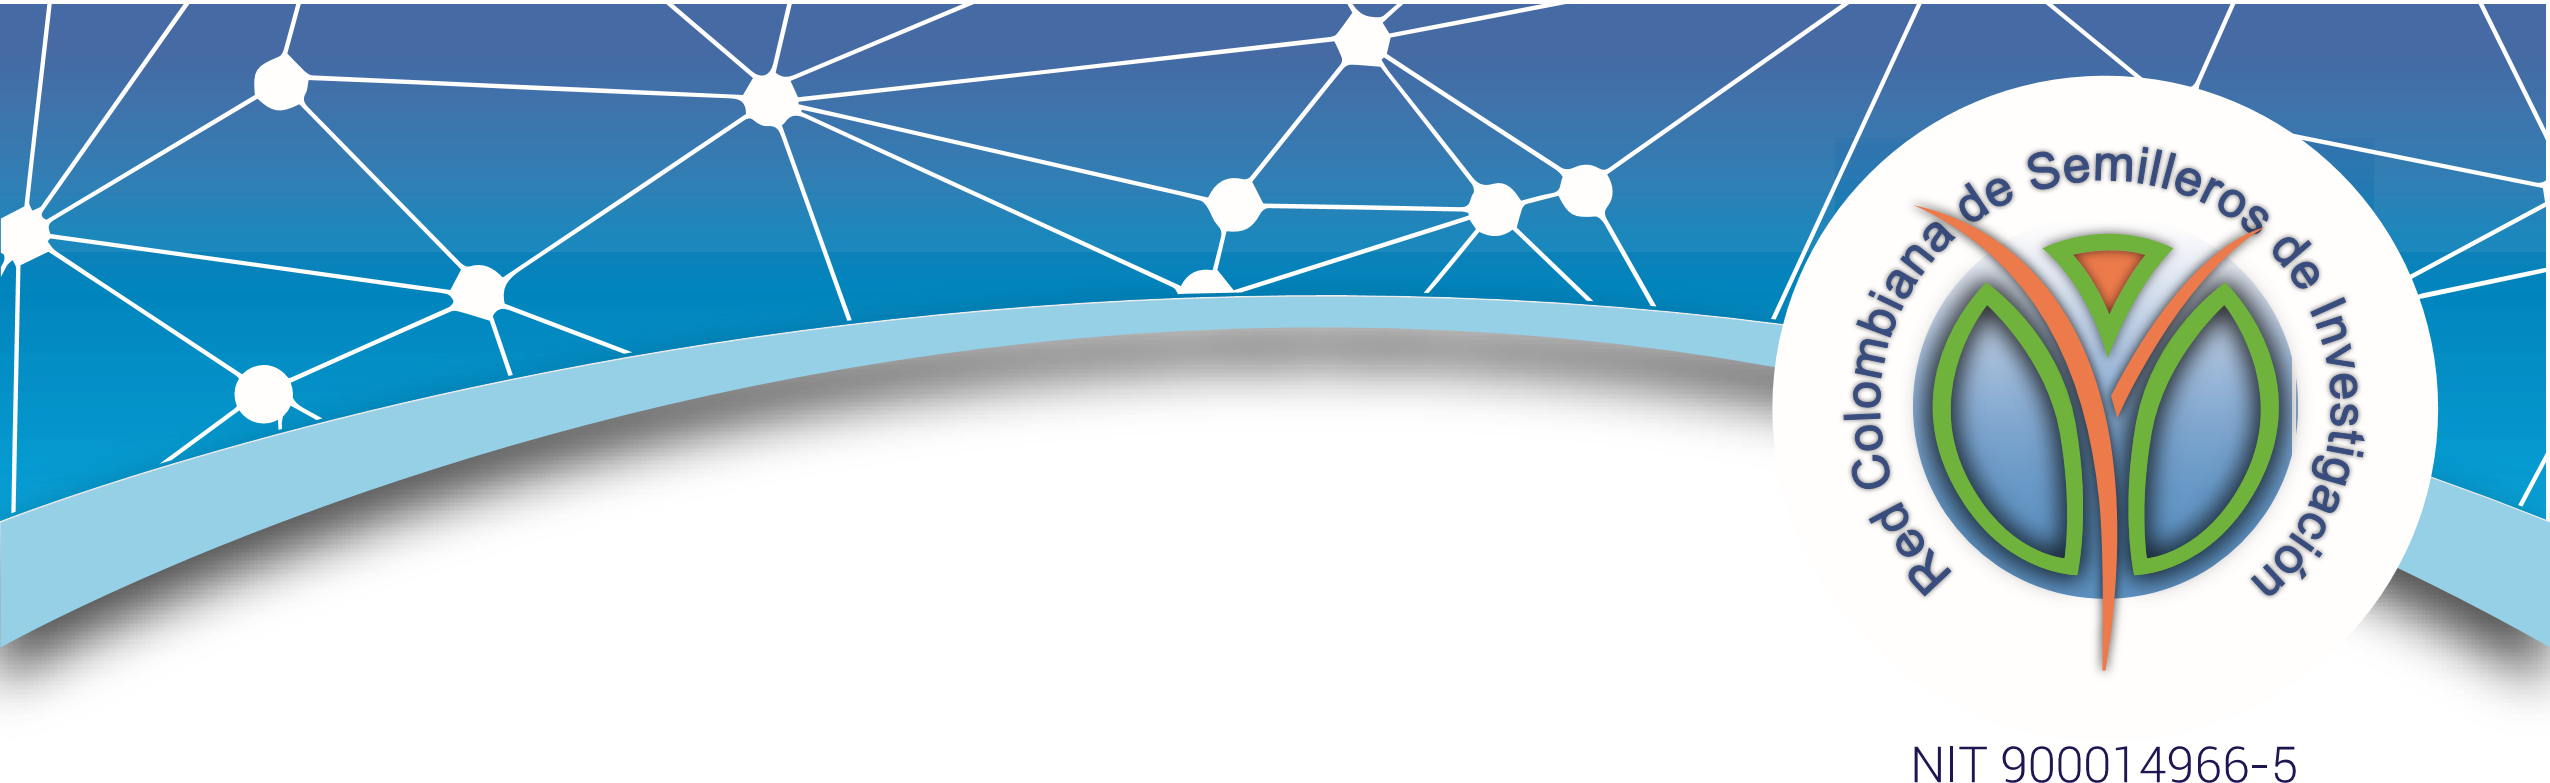 Red Colombiana de Semilleros de Investigación
NIT 900014966-5